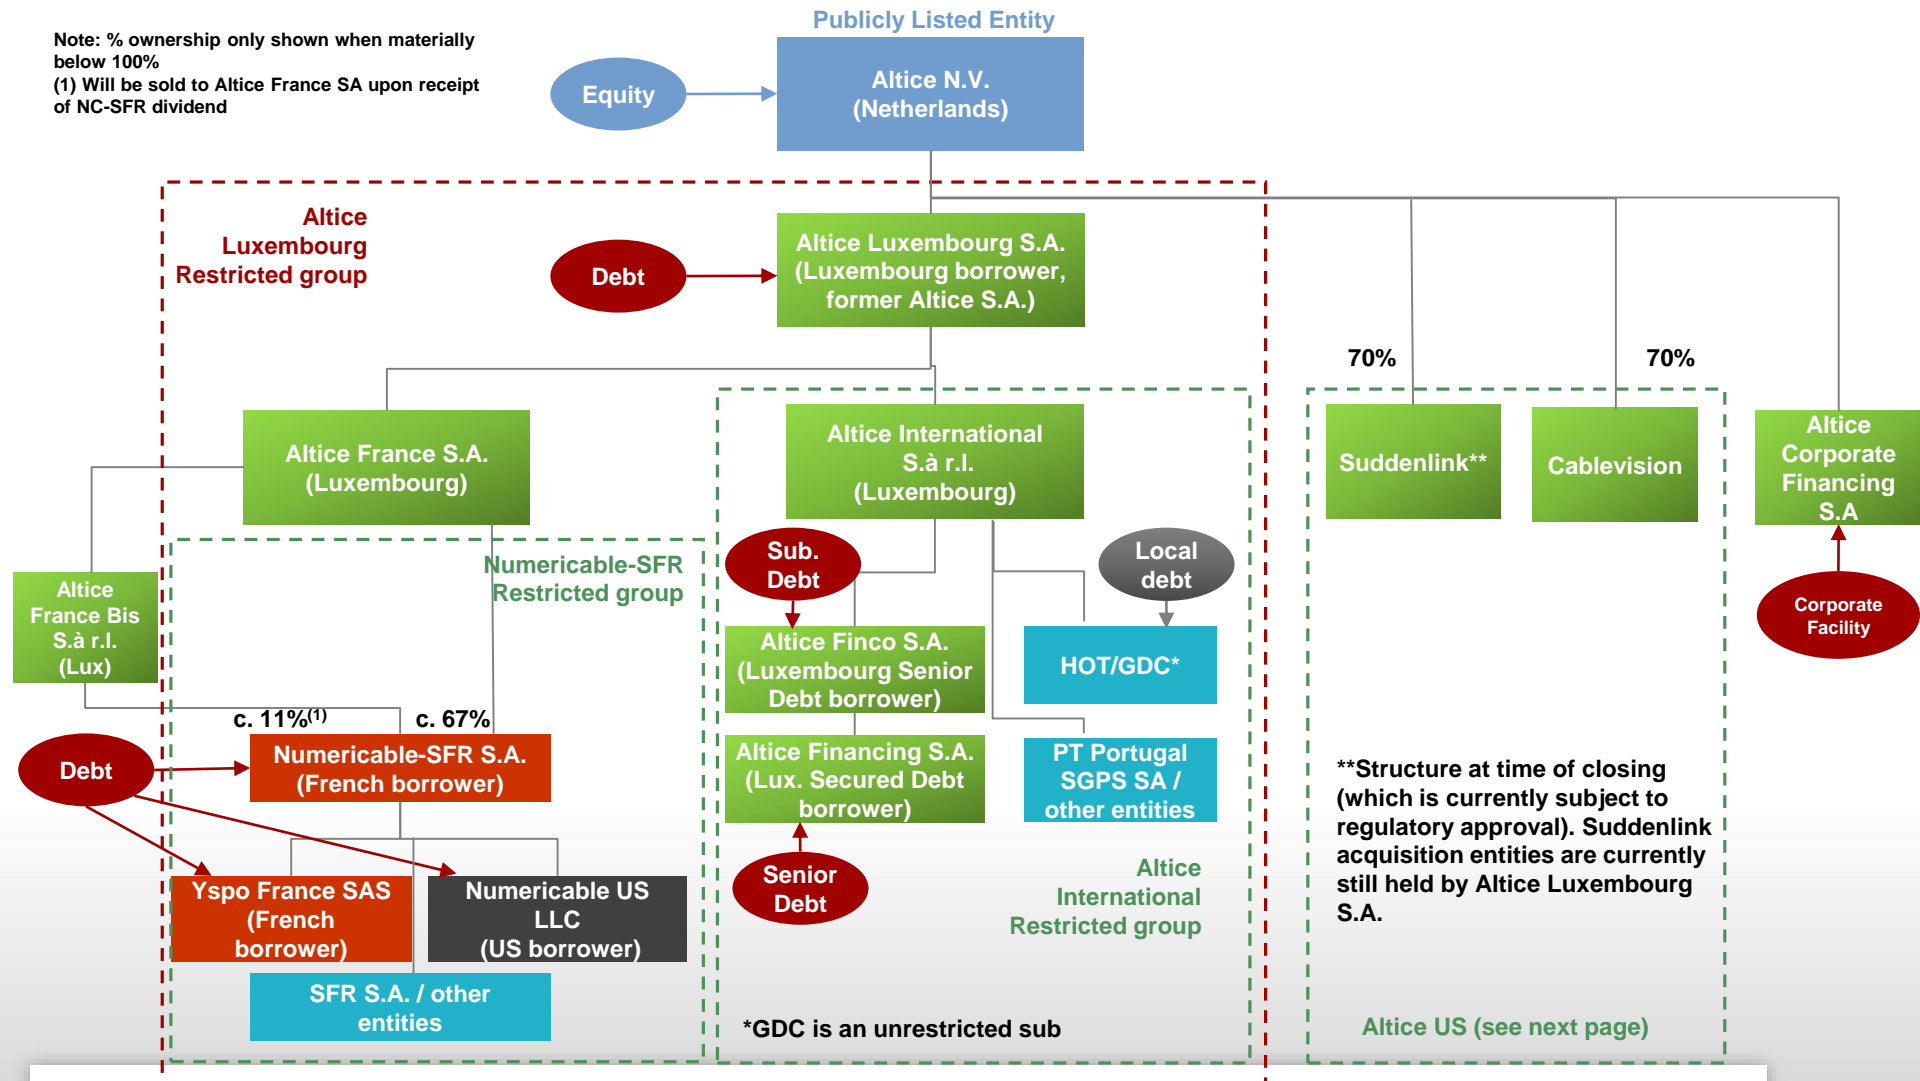 Publicly Listed Entity
Note: % ownership only shown when materially
below 100%
(1) Will be sold to Altice France SA upon receipt
of NC-SFR dividend
Equity
Altice N.V.
(Netherlands)
Altice
Luxembourg
Restricted group
Debt
Altice Luxembourg S.A.
(Luxembourg borrower,
former Altice S.A.)
70%
70%
Altice France S.A.
(Luxembourg)
Altice International
S.à r.l.
(Luxembourg)
Suddenlink**
Cablevision
Altice
Corporate
Financing
S.A
Numericable-SFR
Restricted group
Sub.
Debt
Local
debt
Corporate
Facility
Altice
France Bis
S.à r.l.
(Lux)
Altice Finco S.A.
(Luxembourg Senior
Debt borrower)
HOT/GDC*
c. 11%(1)
c. 67%
Debt
Numericable-SFR S.A.
(French borrower)
Altice Financing S.A.
(Lux. Secured Debt
borrower)
PT Portugal
SGPS SA /
other entities
**Structure at time of closing
(which is currently subject to
regulatory approval). Suddenlink
acquisition entities are currently
still held by Altice Luxembourg
S.A.
Yspo France SAS
(French
borrower)
Numericable US
LLC
(US borrower)
Senior
Debt
Altice
International
Restricted group
SFR S.A. / other
entities
*GDC is an unrestricted sub
Altice US (see next page)